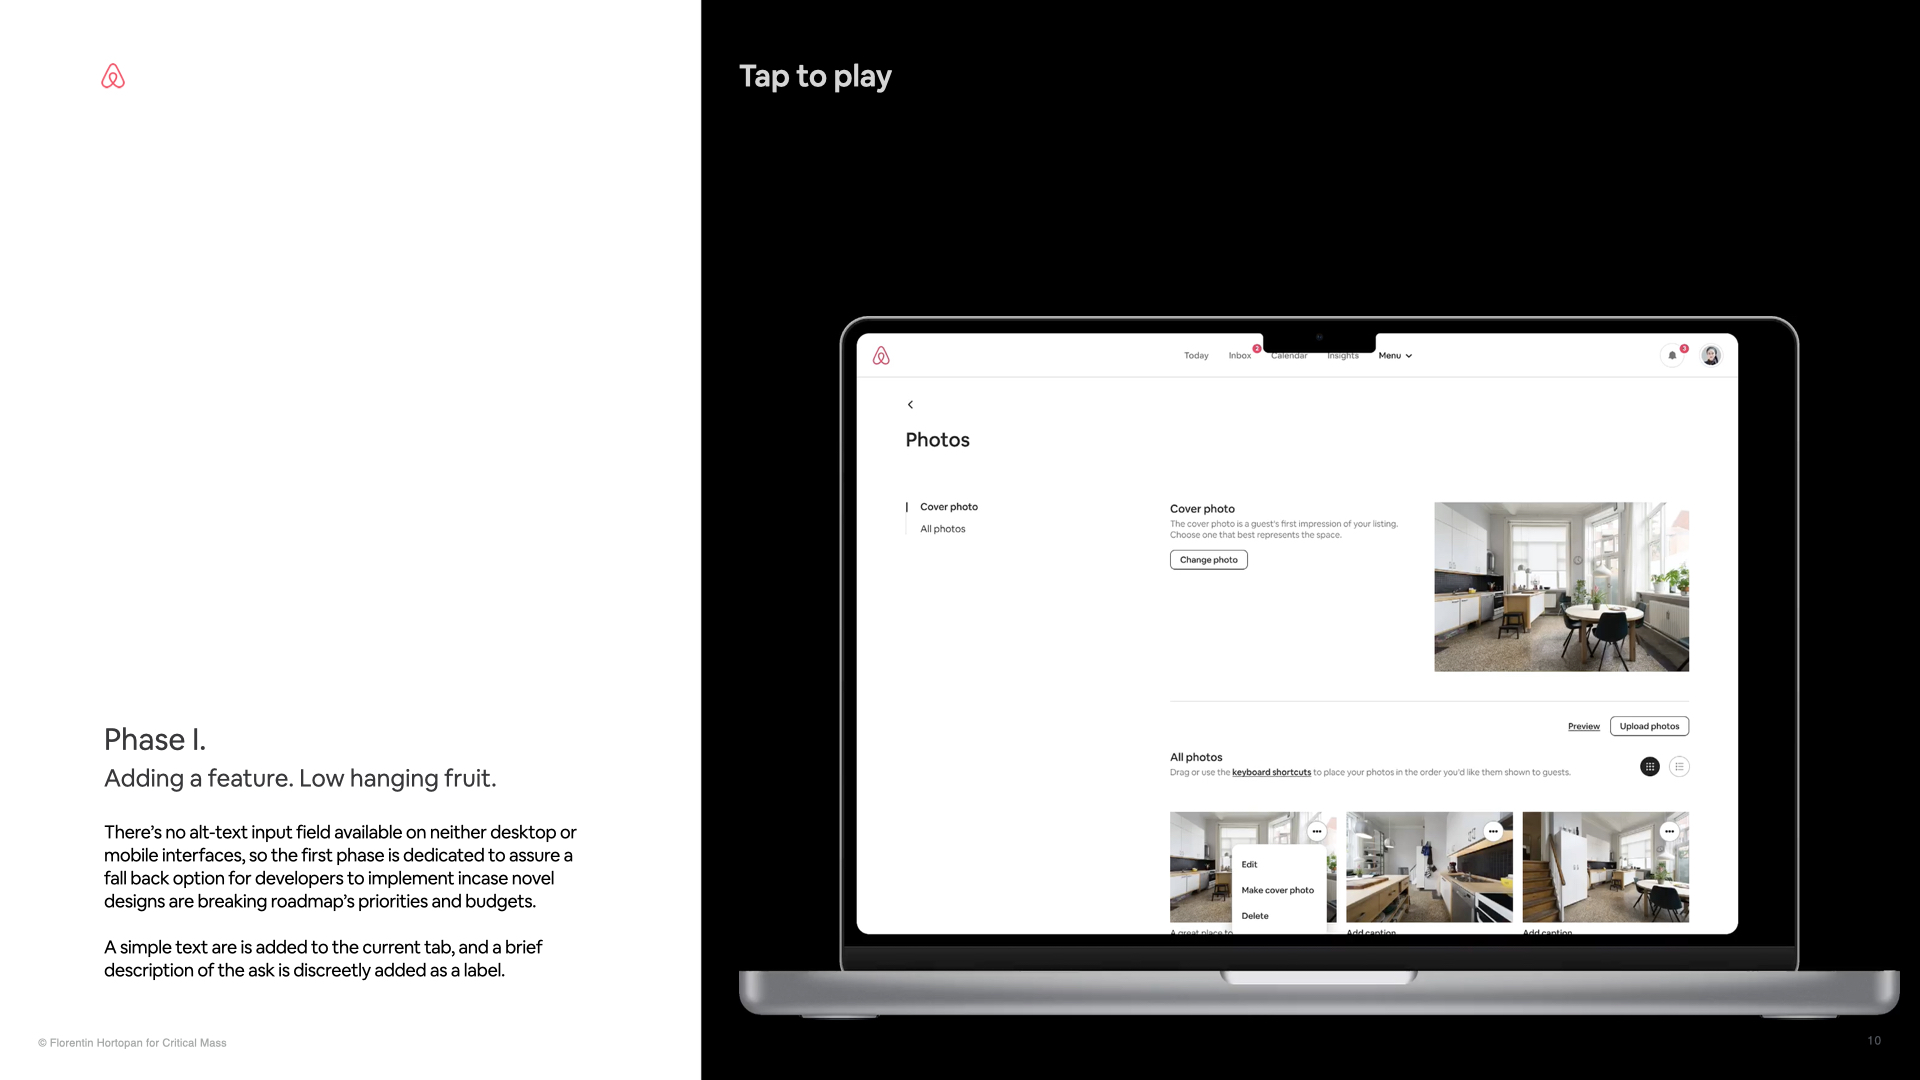 Tap to play
Phase I.
Adding a feature. Low hanging fruit.
There’s no alt-text input field available on neither desktop or
mobile interfaces, so the first phase is dedicated to assure a
fall back option for developers to implement incase novel
designs are breaking roadmap’s priorities and budgets.
A simple text are is added to the current tab, and a brief
description of the ask is discreetly added as a label.
© Florentin Hortopan for Critical Mass
Today
Inbox
2
Calendar
Insights
Menu
3
Photos
Cover photo
All photos
Cover photo
The cover photo is a guest's first impression of your listing.
Choose one that best represents the space.
Change photo
Preview
Upload photos
All photos
Drag or use the keyboard shortcuts to place your photos in the order you'd like them shown to guests.
Edit
Make cover photo
Delete
A great place to
Add caption
Add caption
10